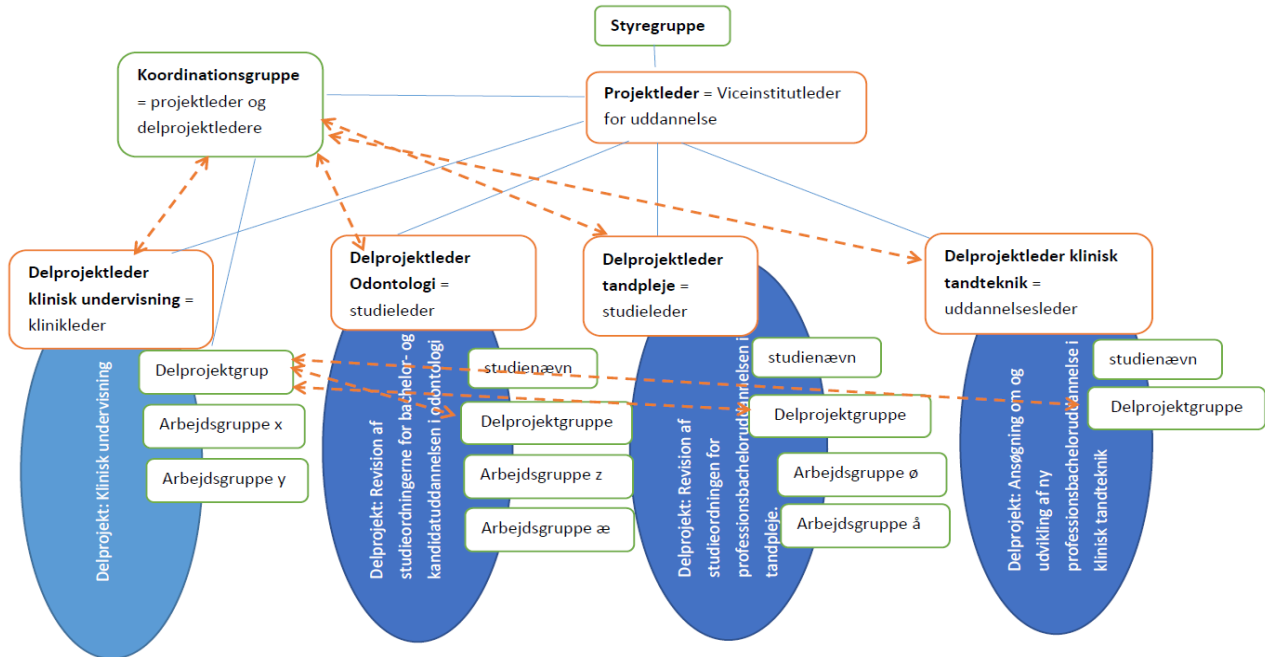 Styregruppe
Koordinationsgruppe
= projektleder og
delprojektledere
Projektleder = Viceinstitutleder
for uddannelse
Delprojektleder
klinisk undervisning =
klinikleder
Delprojektleder
Odontologi =
studieleder
Delprojektleder
tandpleje =
studieleder
Delprojektleder klinisk
tandteknik =
uddannelsesleder
Delprojekt: Klinisk undervisning
Delprojektgrup
Arbejdsgruppe x
Arbejdsgruppe y
Delprojekt: Revision af
studieordningerne for bachelor- og
kandidatuddannelsen i odontologi
studienævn
Delprojektgruppe
Arbejdsgruppe z
Arbejdsgruppe æ
Delprojekt: Revision af
studieordningen for
professionsbacheloruddannelsen i
tandpleje.
studienævn
Delprojektgruppe
Arbejdsgruppe ø
Arbejdsgruppe å
Delprojekt: Ansøgning om og
udvikling af ny
professionsbacheloruddannelse i
klinisk tandteknik
studienævn
Delprojektgruppe